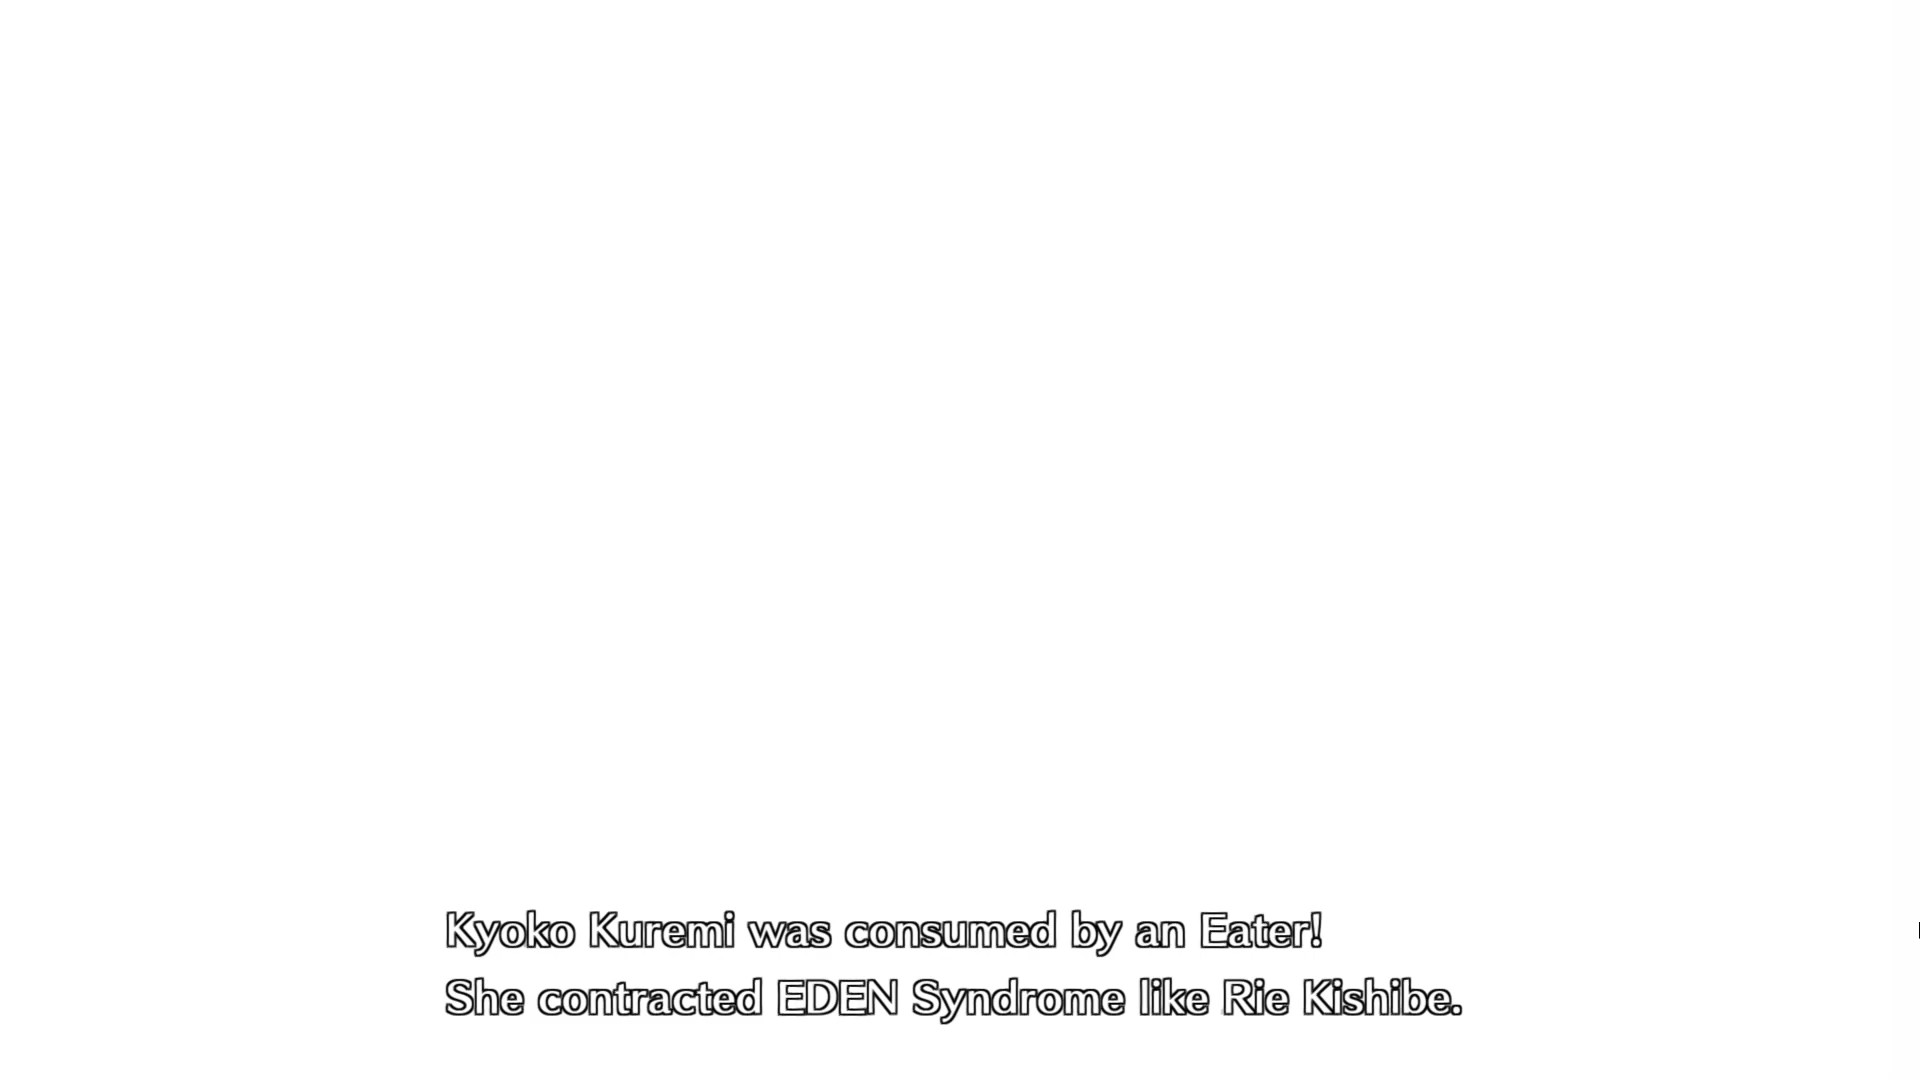 Kyoko Kuremi was consumed by an Eater!
She contracted EDEN Syndrome like Rie Kishibe.